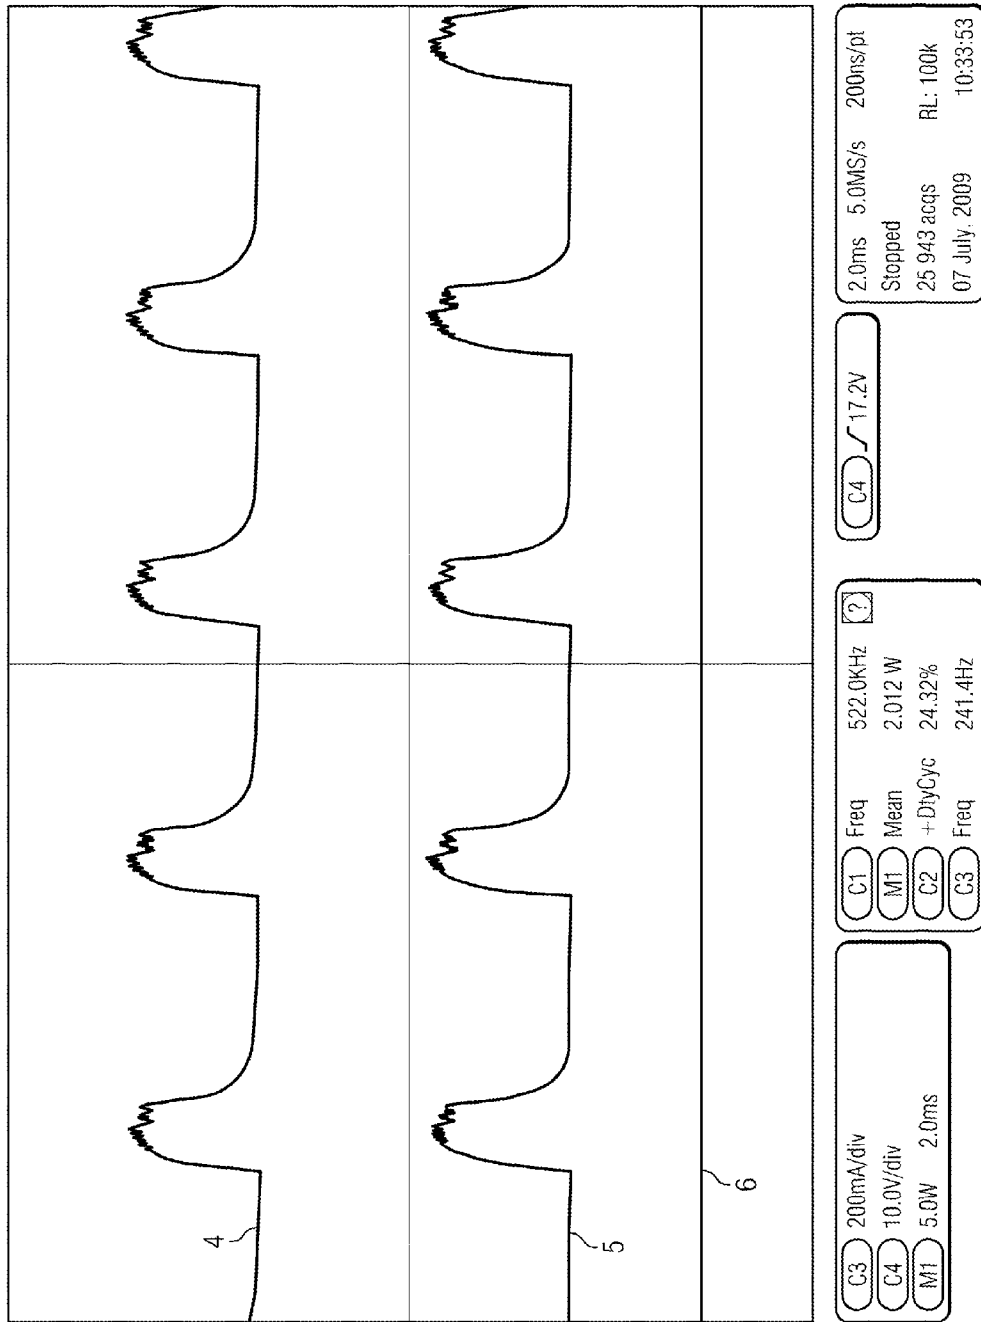 4
5
6
C3 200mA/div
C4 10.0V/div
M1 5.0W 2.0ms
C1 Freq 522.0KHz ?
M1 Mean 2.012 W
C2 +DtyCyc 24.32%
C3 Freq 241.4Hz
C4 17.2V
2.0ms 5.0MS/s 200ns/pt
Stopped
25 943 acqs RL: 100k
07 July. 2009 10:33:53